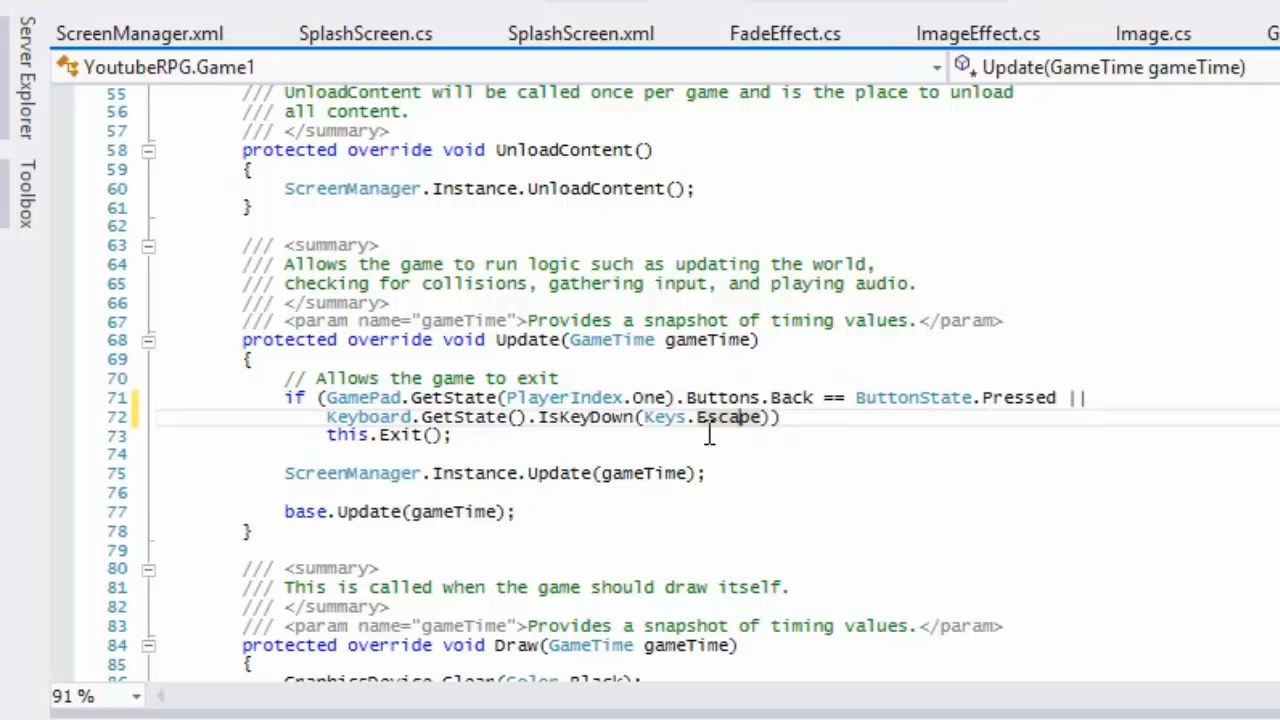 Server Explorer
Toolbox
ScreenManager.xml SplashScreen.cs SplashScreen.xml FadeEffect.cs ImageEffect.cs Image.cs G
YoutubeRPG.Game1 Update(GameTime gameTime)
55 /// UnloadContent will be called once per game and is the place to unload
56 /// all content.
57 /// </summary>
58 protected override void UnloadContent()
59 {
60 ScreenManager.Instance.UnloadContent();
61 }
62
63 /// <summary>
64 /// Allows the game to run logic such as updating the world,
65 /// checking for collisions, gathering input, and playing audio.
66 /// </summary>
67 /// <param name="gameTime">Provides a snapshot of timing values.</param>
68 protected override void Update(GameTime gameTime)
69 {
70 // Allows the game to exit
71 if (GamePad.GetState(PlayerIndex.One).Buttons.Back == ButtonState.Pressed ||
72 Keyboard.GetState().IsKeyDown(Keys.Escape))
73 this.Exit();
74
75 ScreenManager.Instance.Update(gameTime);
76
77 base.Update(gameTime);
78 }
79
80 /// <summary>
81 /// This is called when the game should draw itself.
82 /// </summary>
83 /// <param name="gameTime">Provides a snapshot of timing values.</param>
84 protected override void Draw(GameTime gameTime)
85 {
86 GraphicsDevice.Clear(Color.Black);
91 %